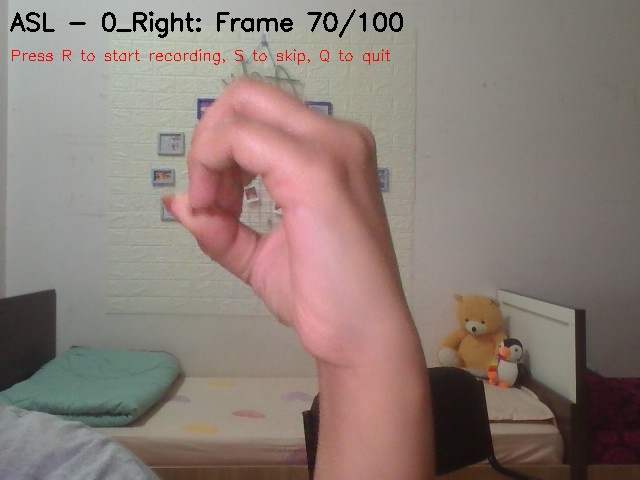 ASL - 0_Right: Frame 70/100
Press R to start recording, S to skip, Q to quit